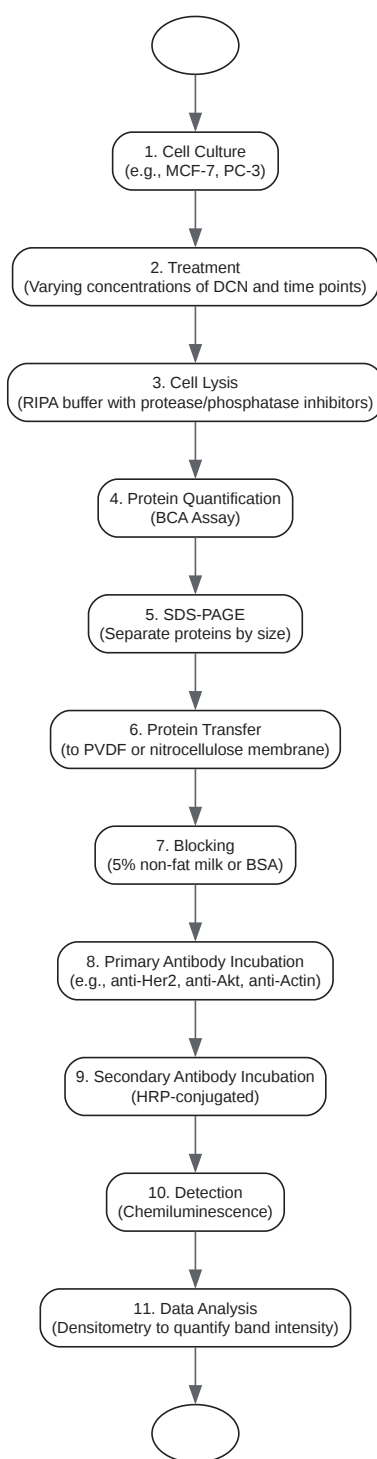 1. Cell Culture
(e.g., MCF-7, PC-3)
2. Treatment
(Varying concentrations of DCN and time points)
3. Cell Lysis
(RIPA buffer with protease/phosphatase inhibitors)
4. Protein Quantification
(BCA Assay)
5. SDS-PAGE
(Separate proteins by size)
6. Protein Transfer
(to PVDF or nitrocellulose membrane)
7. Blocking
(5% non-fat milk or BSA)
8. Primary Antibody Incubation
(e.g., anti-Her2, anti-Akt, anti-Actin)
9. Secondary Antibody Incubation
(HRP-conjugated)
10. Detection
(Chemiluminescence)
11. Data Analysis
(Densitometry to quantify band intensity)